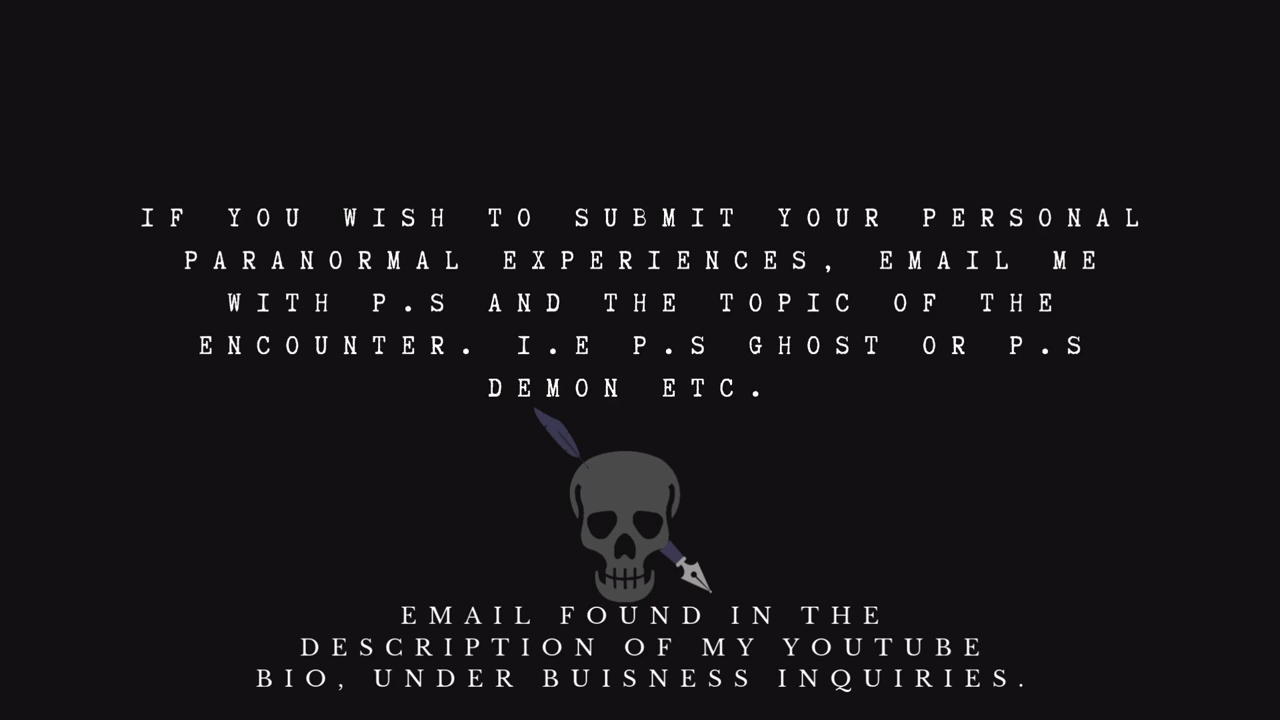 IF YOU WISH TO SUBMIT YOUR PERSONAL
PARANORMAL EXPERIENCES, EMAIL ME
WITH P.S AND THE TOPIC OF THE
ENCOUNTER. I.E P.S GHOST OR P.S
DEMON ETC.
EMAIL FOUND IN THE
DESCRIPTION OF MY YOUTUBE
BIO, UNDER BUISNESS INQUIRIES.